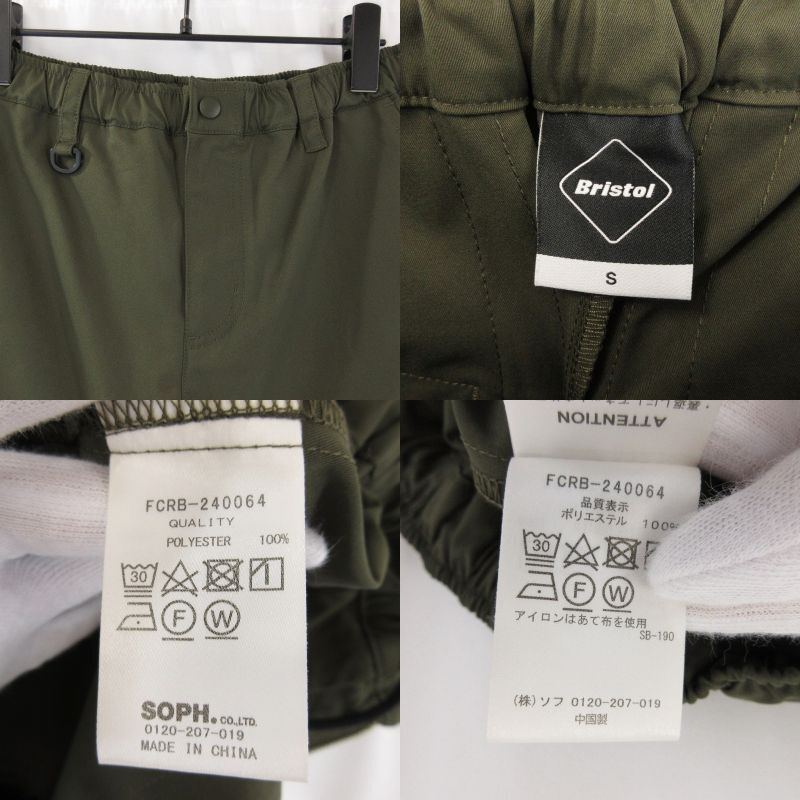 Bristol
S
FCRB-240064
QUALITY
POLYESTER 100%
30
F W
SOPH. CO.,LTD.
0120-207-019
MADE IN CHINA
ATTENTION
FCRB-240064
品質表示
ポリエステル 100%
30
F W
アイロンはあて布を使用
SB-190
(株)ソフ 0120-207-019
中国製